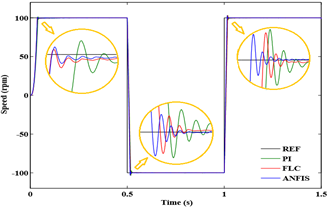 100
50
0
-50
-100
Speed (rpm)
REF
PI
FLC
ANFIS
0
0.5
1
1.5
Time (s)